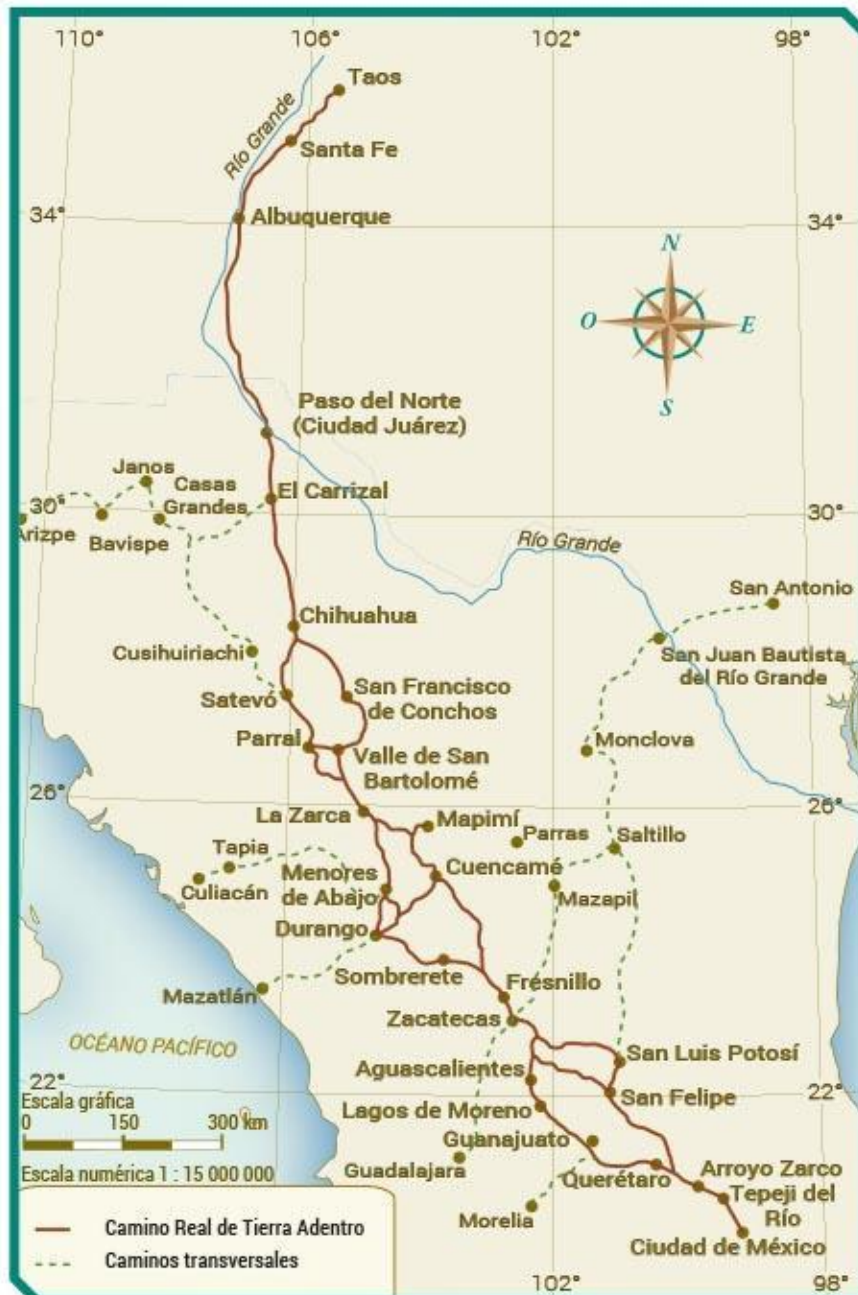 110°
106°
102°
98°
Taos
Río Grande
Santa Fe
34°
Albuquerque
34°
N
O
E
S
Paso del Norte
(Ciudad Juárez)
Janos
Casas
Grandes
El Carrizal
30°
30°
Arizpe
Bavispe
Río Grande
San Antonio
Chihuahua
San Juan Bautista
del Río Grande
Cusihuiriachi
Satevó
San Francisco
de Conchos
Parral
Valle de San
Bartolomé
Monclova
26°
26°
La Zarca
Mapimí
Parras
Saltillo
Tapia
Culiacán
Menores
de Abajo
Cuencamé
Mazapil
Durango
Sombrerete
Fresnillo
Mazatlán
Zacatecas
OCÉANO PACÍFICO
Aguascalientes
San Luis Potosí
22°
22°
San Felipe
Escala gráfica
0 150 300 km
Lagos de Moreno
Guanajuato
Escala numérica 1 : 15 000 000
Guadalajara
Querétaro
Arroyo Zarco
Tepeji del
Río
Morelia
Ciudad de México
Camino Real de Tierra Adentro
Caminos transversales
102°
98°